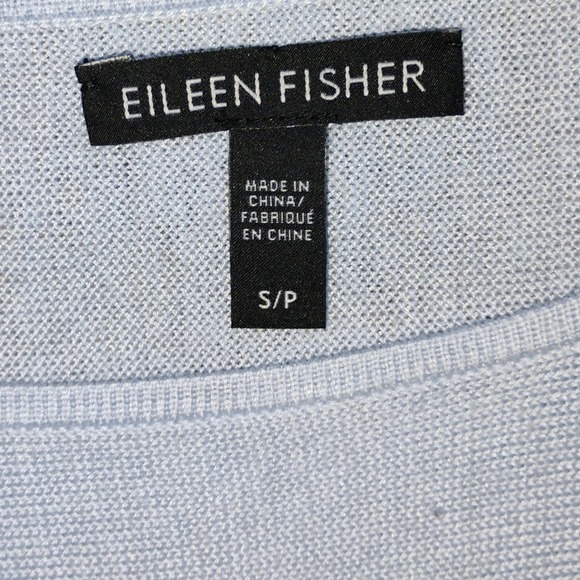 EILEEN FISHER
MADE IN
CHINA/
FABRIQUÉ
EN CHINE
S/P